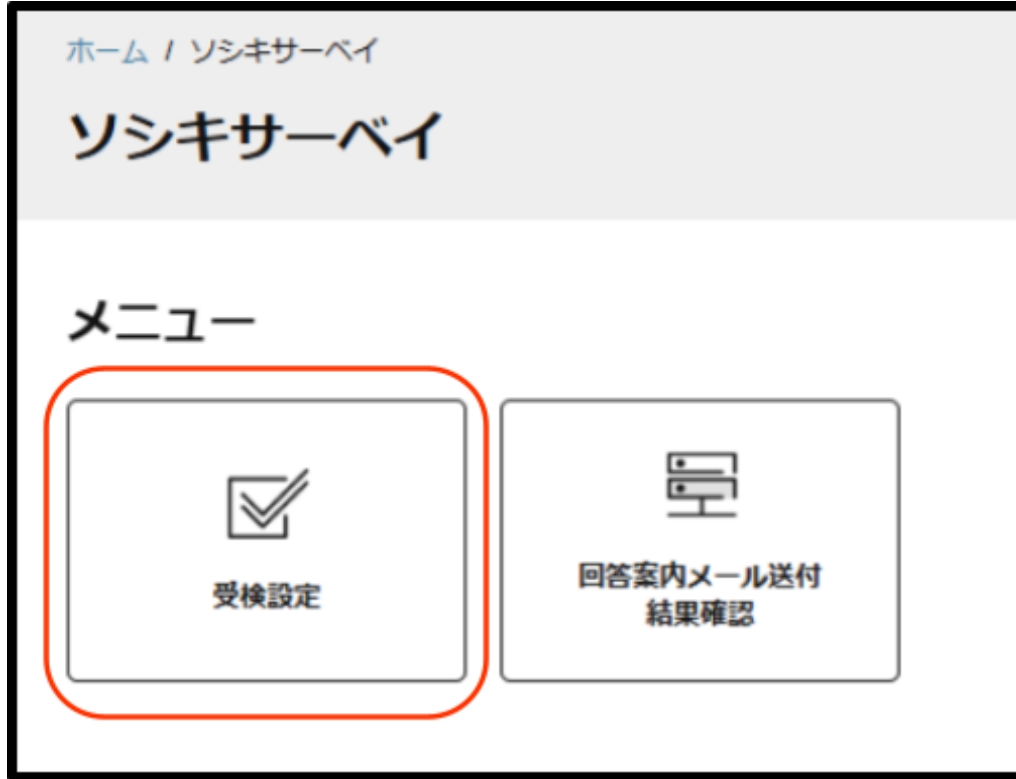 ホーム / ソシキサーベイ
ソシキサーベイ
メニュー
受検設定
回答案内メール送付
結果確認